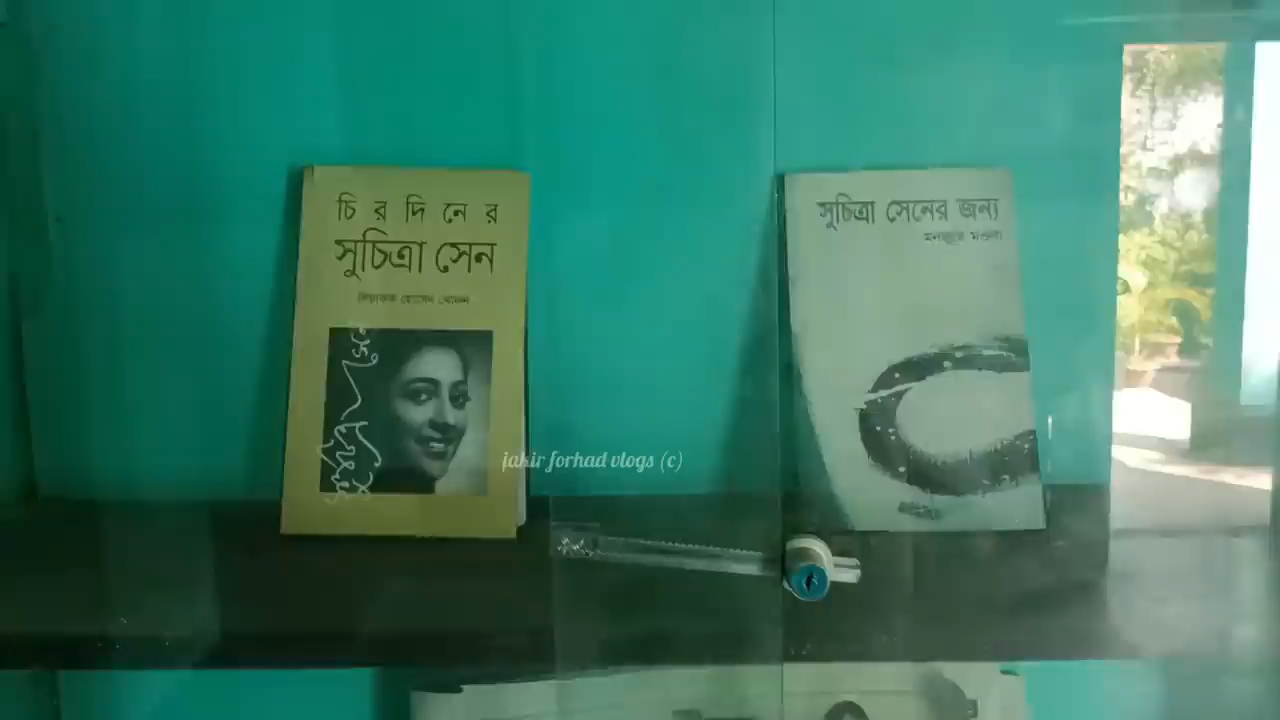 চি র দি নে র
সুচিত্রা সেন
হোসেন
সুচিত্রা সেনের জন্য
jakir forhad vlogs (c)